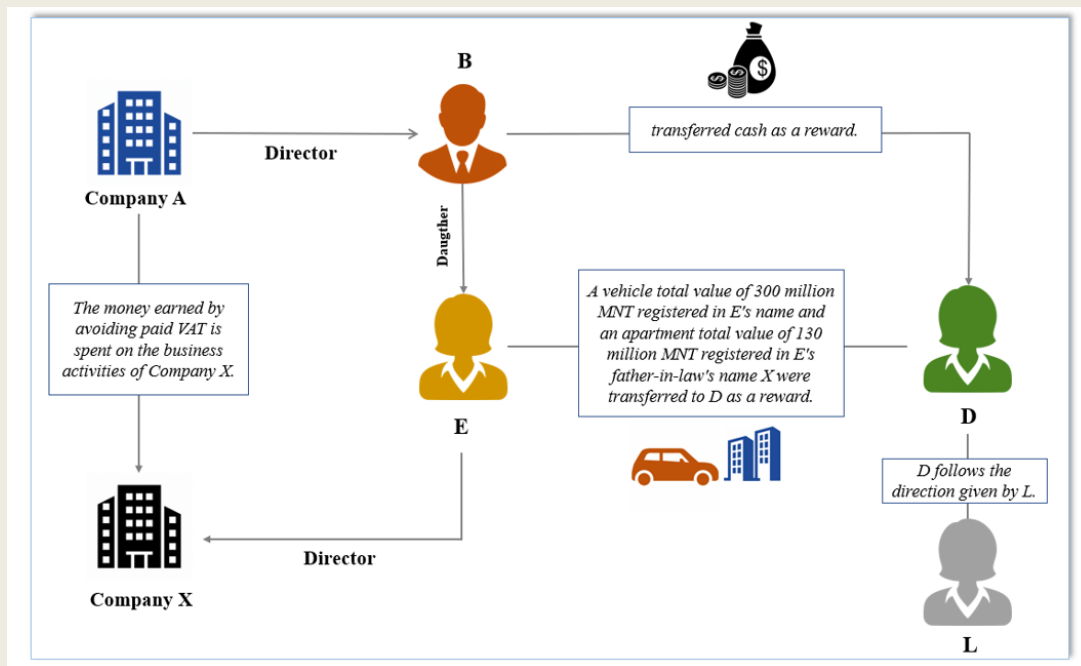 B
$
$
$
transferred cash as a reward.
Director
Company A
Daugther
The money earned by
avoiding paid VAT is
spent on the business
activities of Company X.
A vehicle total value of 300 million
MNT registered in E's name and
an apartment total value of 130
million MNT registered in E's
father-in-law's name X were
transferred to D as a reward.
E
D
D follows the
direction given by L.
Director
Company X
L